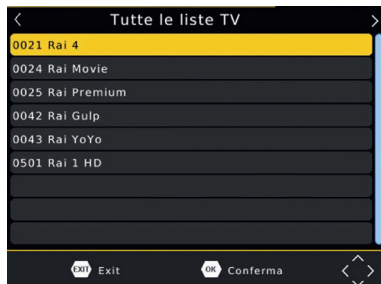 Tutte le liste TV
0021 Rai 4
0024 Rai Movie
0025 Rai Premium
0042 Rai Gulp
0043 Rai YoYo
0501 Rai 1 HD
EXIT Exit OK Conferma